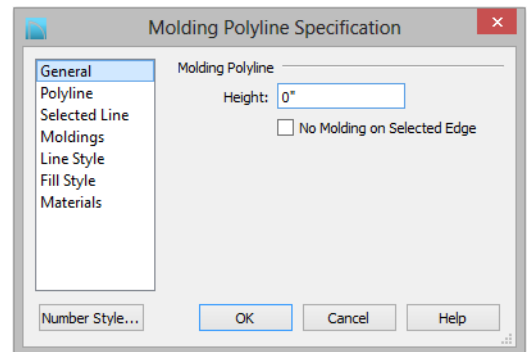 Molding Polyline Specification
General
Polyline
Selected Line
Moldings
Line Style
Fill Style
Materials
Molding Polyline
Height: 0"
No Molding on Selected Edge
Number Style...
OK
Cancel
Help